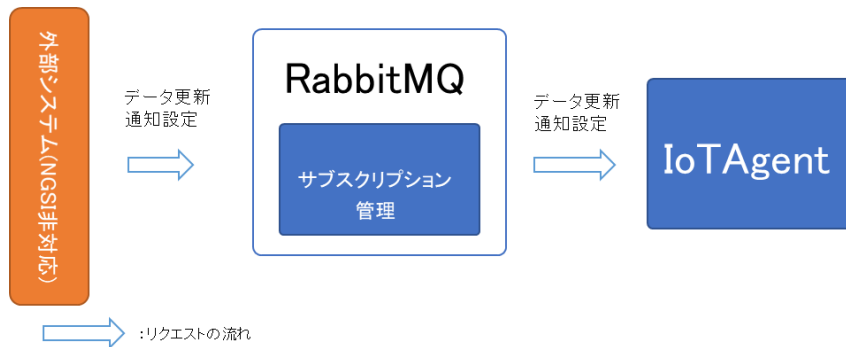 外部システム(NGSI非対応)
データ更新
通知設定
RabbitMQ
サブスクリプション
管理
データ更新
通知設定
IoTAgent
:リクエストの流れ